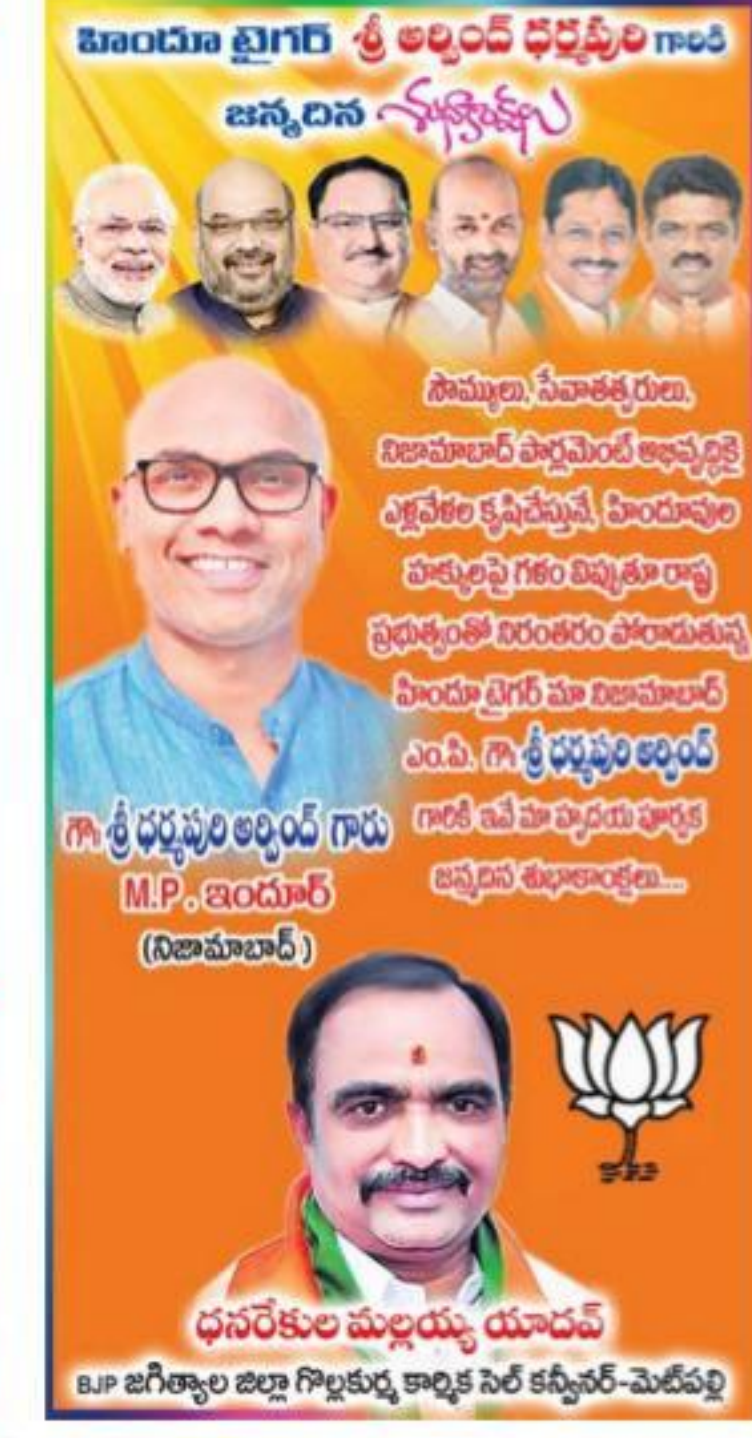 హిందూ టైగర్ శ్రీ అర్వింద్ ధర్మపురి గారికి
జన్మదిన శుభాకాంక్షలు
సౌమ్యులు, సేవాతత్పరులు,
నిజామాబాద్ పార్లమెంట్ అభివృద్ధికై
ఎళ్లవేళల కృషిచేస్తునే, హిందూవుల
హక్కులపై గళం విప్పుతూ రాష్ట్ర
ప్రభుత్వంతో నిరంతరం పోరాడుతున్న
హిందూ టైగర్ మా నిజామాబాద్
ఎం.పి. గౌ శ్రీ ధర్మపురి అర్వింద్
గారికి ఇవే మా హృదయ పూర్వక
జన్మదిన శుభాకాంక్షలు....
గౌ శ్రీ ధర్మపురి అర్వింద్ గారు
M.P. ఇందూర్
(నిజామాబాద్)
ధనరేకుల మల్లయ్య యాదవ్
BJP జగిత్యాల జిల్లా గొల్లకుర్మ కార్మిక సెల్ కన్వీనర్-మెట్‌పల్లి